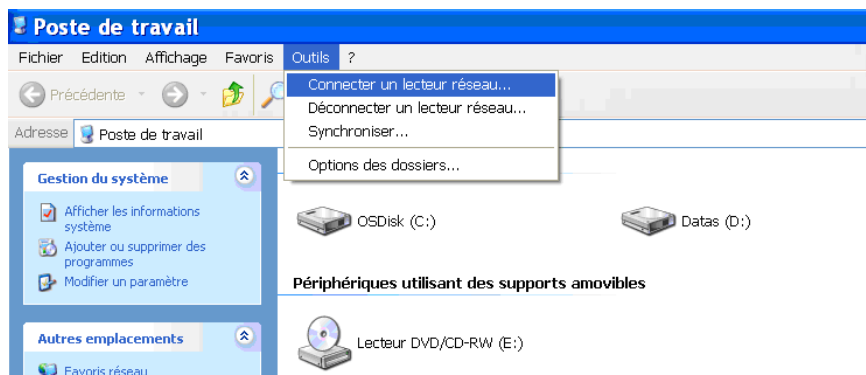 Poste de travail
Fichier Edition Affichage Favoris Outils ?
Connecter un lecteur réseau...
Déconnecter un lecteur réseau...
Synchroniser...
Options des dossiers...
Précédente
Adresse Poste de travail
Gestion du système
Afficher les informations
système
Ajouter ou supprimer des
programmes
Modifier un paramètre
Autres emplacements
Favoris réseau
OSDisk (C:)
Datas (D:)
Périphériques utilisant des supports amovibles
Lecteur DVD/CD-RW (E:)